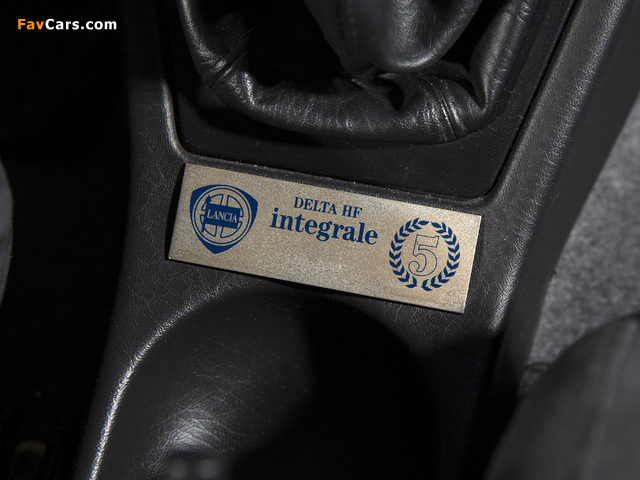 FavCars.com
LANCIA
DELTA HF
integrale
5